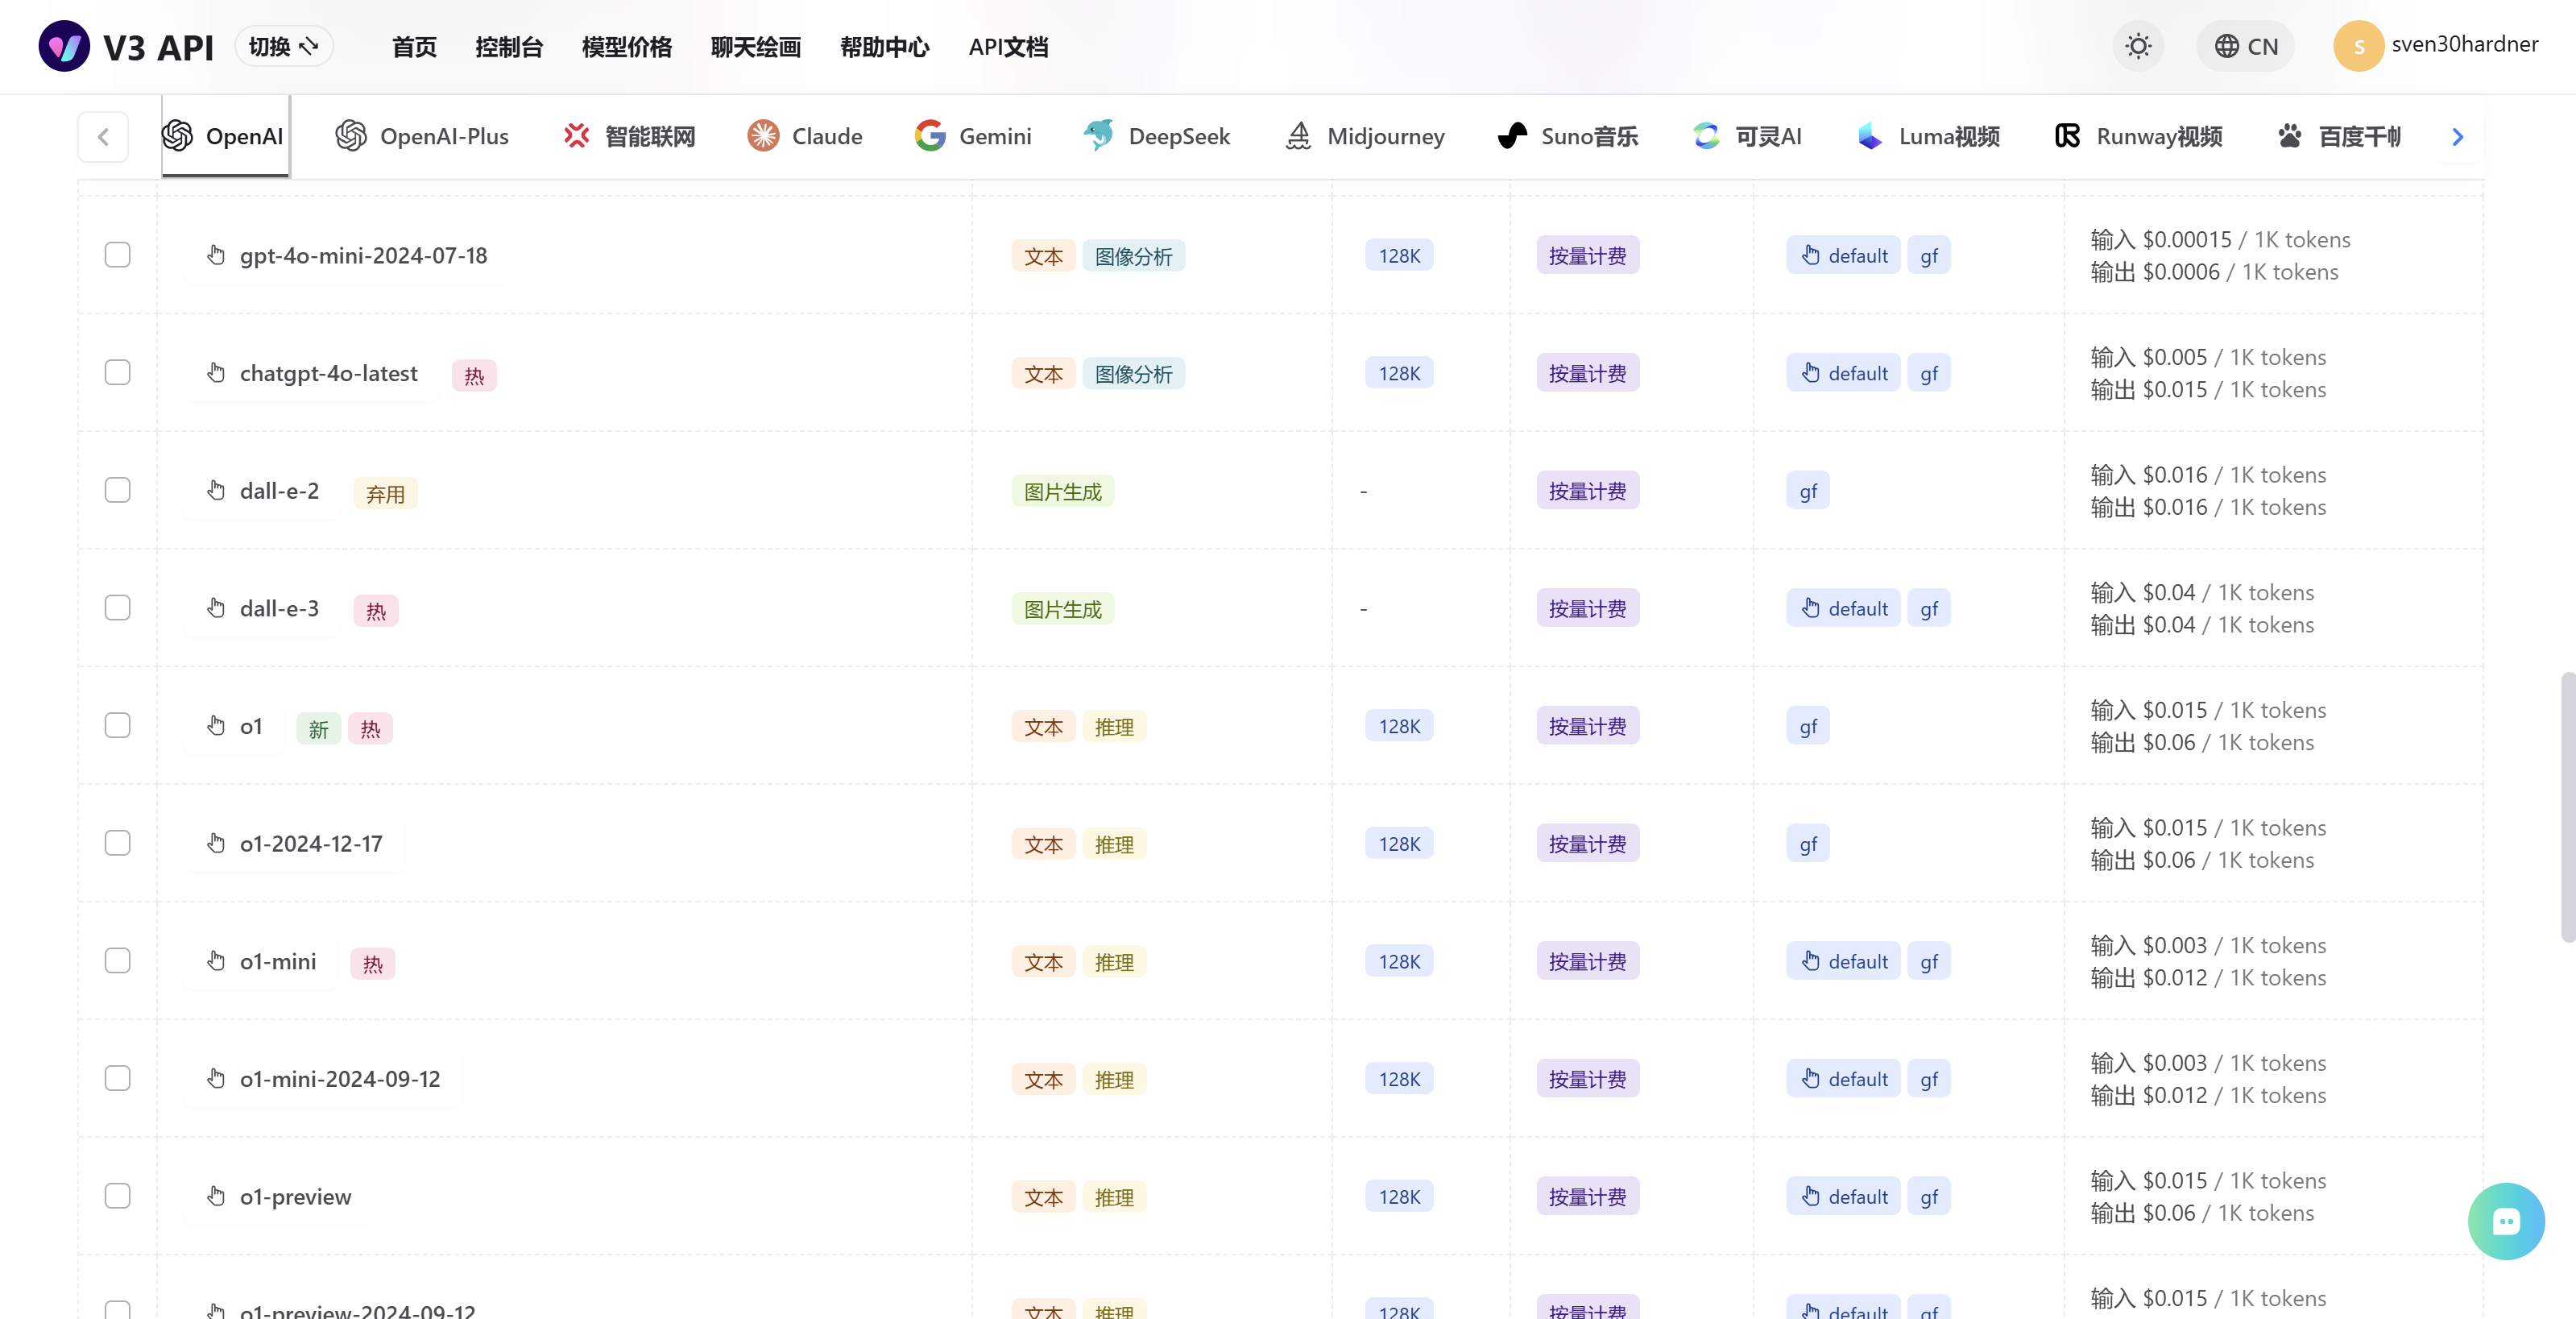 V3 API 切换 首页 控制台 模型价格 聊天绘画 帮助中心 API文档 CN S sven30hardner
OpenAI OpenAI-Plus 智能联网 Claude Gemini DeepSeek Midjourney Suno音乐 可灵AI Luma视频 Runway视频 百度千帆
gpt-4o-mini-2024-07-18 文本 图像分析 128K 按量计费 default gf 输入 $0.00015 / 1K tokens
输出 $0.0006 / 1K tokens
chatgpt-4o-latest 热 文本 图像分析 128K 按量计费 default gf 输入 $0.005 / 1K tokens
输出 $0.015 / 1K tokens
dall-e-2 弃用 图片生成 - 按量计费 gf 输入 $0.016 / 1K tokens
输出 $0.016 / 1K tokens
dall-e-3 热 图片生成 - 按量计费 default gf 输入 $0.04 / 1K tokens
输出 $0.04 / 1K tokens
o1 新 热 文本 推理 128K 按量计费 gf 输入 $0.015 / 1K tokens
输出 $0.06 / 1K tokens
o1-2024-12-17 文本 推理 128K 按量计费 gf 输入 $0.015 / 1K tokens
输出 $0.06 / 1K tokens
o1-mini 热 文本 推理 128K 按量计费 default gf 输入 $0.003 / 1K tokens
输出 $0.012 / 1K tokens
o1-mini-2024-09-12 文本 推理 128K 按量计费 default gf 输入 $0.003 / 1K tokens
输出 $0.012 / 1K tokens
o1-preview 文本 推理 128K 按量计费 default gf 输入 $0.015 / 1K tokens
输出 $0.06 / 1K tokens
o1-preview-2024-09-12 文本 推理 128K 按量计费 default gf 输入 $0.015 / 1K tokens